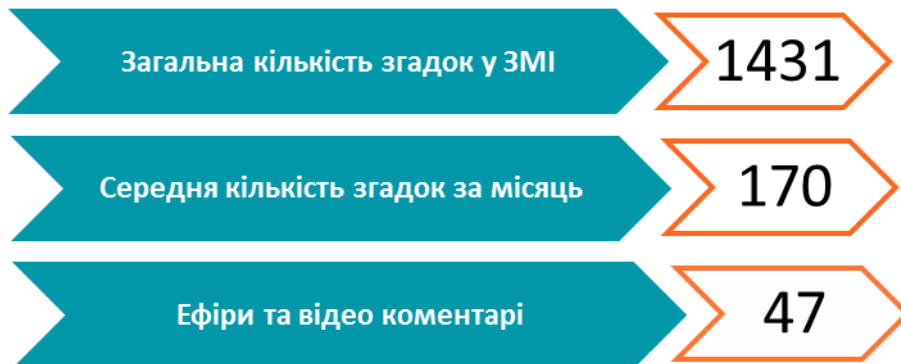 Загальна кількість згадок у ЗМІ
1431
Середня кількість згадок за місяць
170
Ефіри та відео коментарі
47